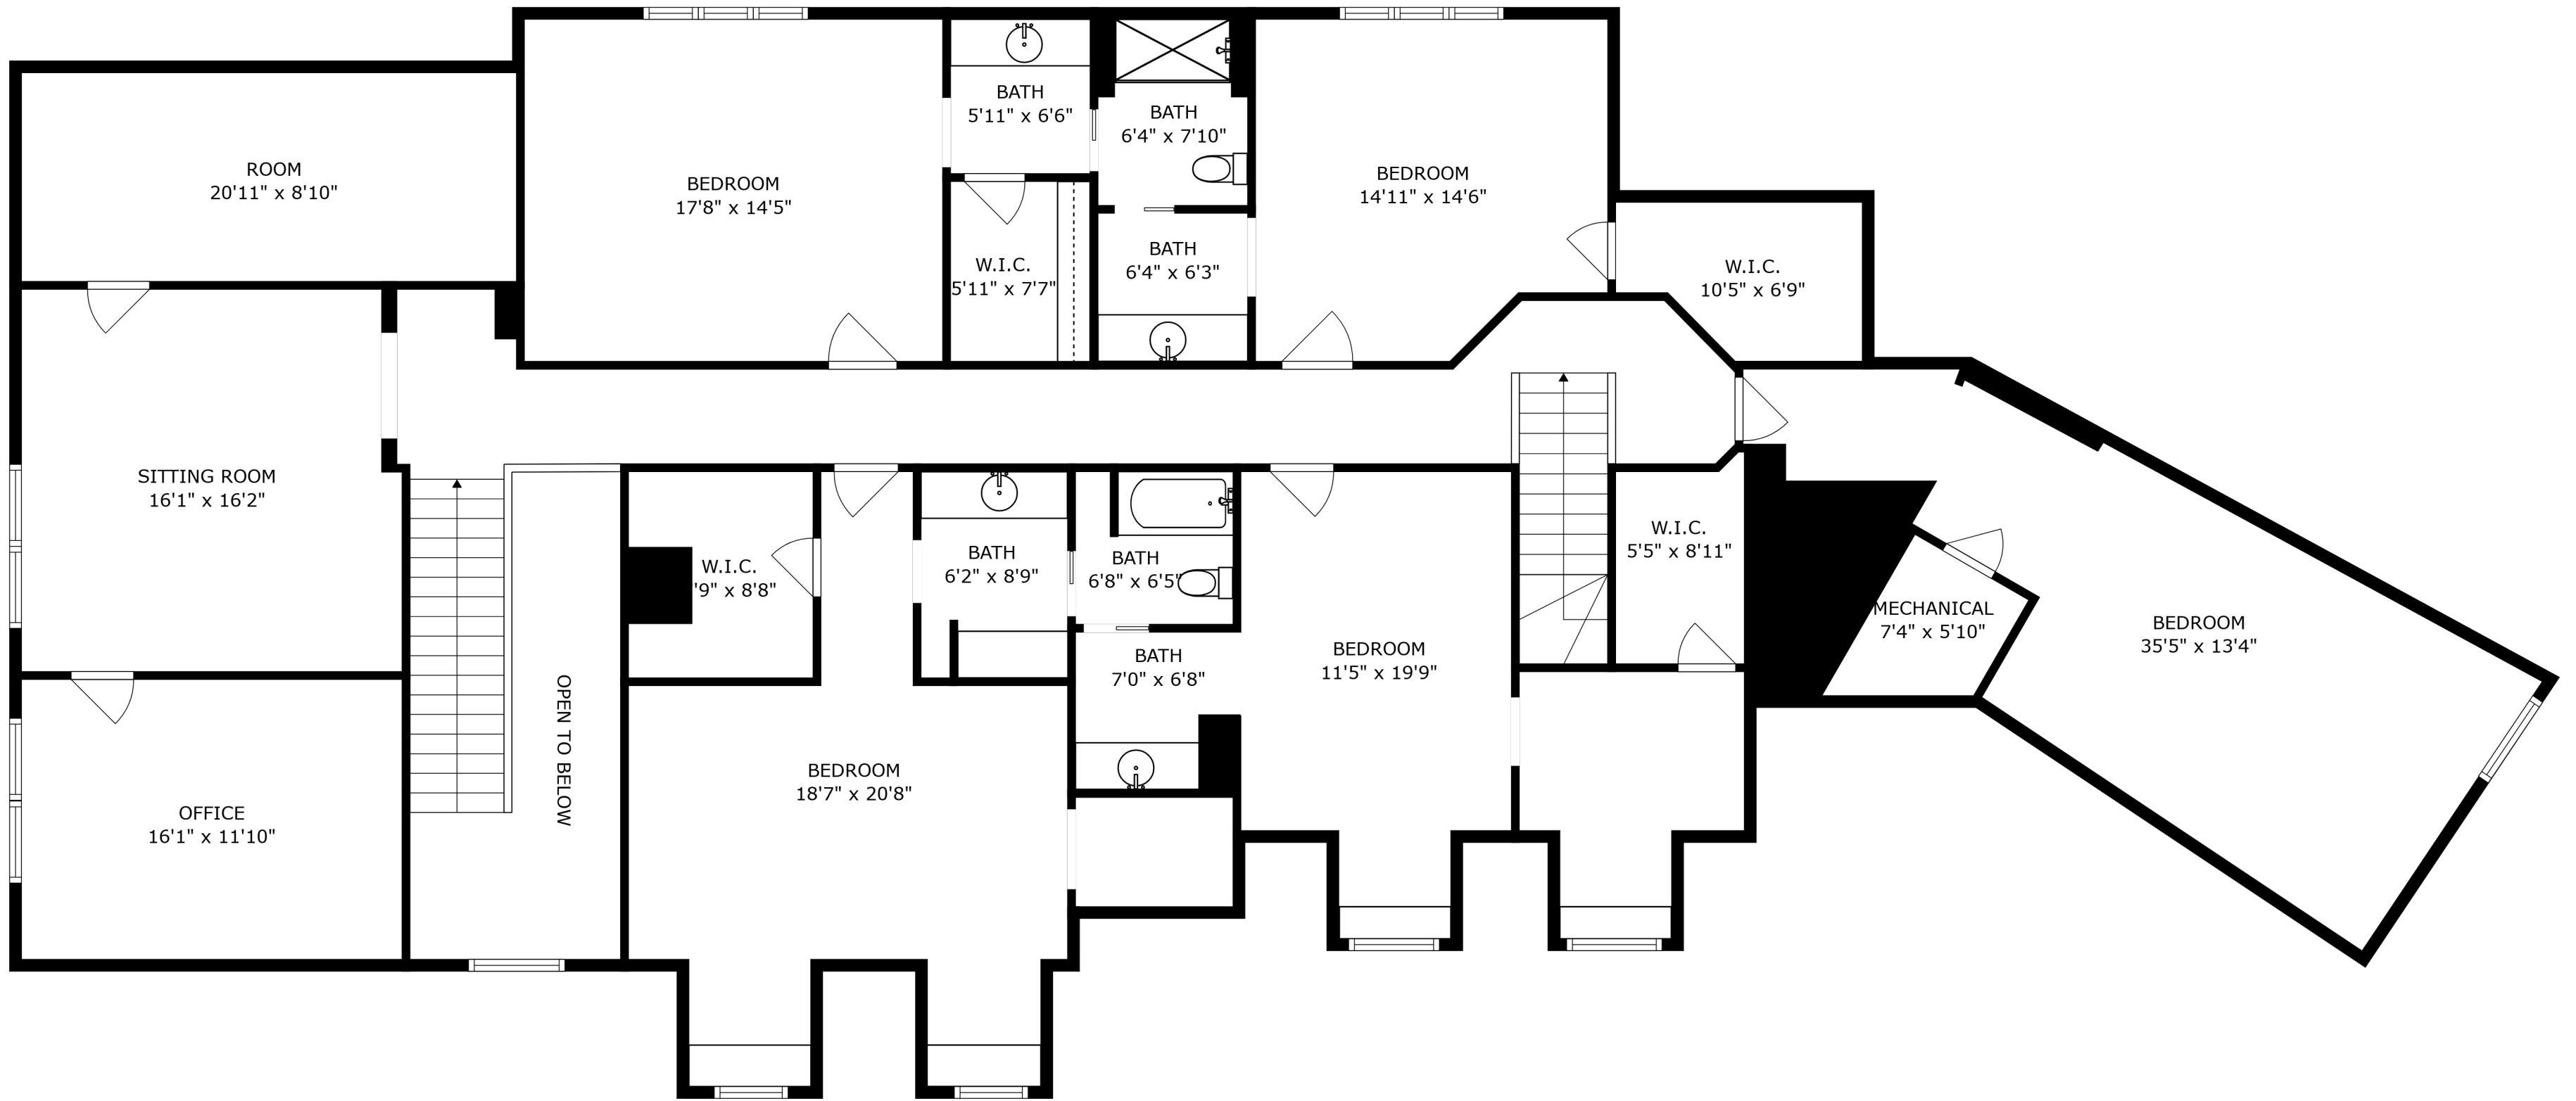 ROOM
20'11" x 8'10"
BEDROOM
17'8" x 14'5"
BATH
5'11" x 6'6"
BATH
6'4" x 7'10"
BEDROOM
14'11" x 14'6"
W.I.C.
5'11" x 7'7"
BATH
6'4" x 6'3"
W.I.C.
10'5" x 6'9"
SITTING ROOM
16'1" x 16'2"
W.I.C.
'9" x 8'8"
BATH
6'2" x 8'9"
BATH
6'8" x 6'5"
W.I.C.
5'5" x 8'11"
MECHANICAL
7'4" x 5'10"
BEDROOM
35'5" x 13'4"
BATH
7'0" x 6'8"
BEDROOM
11'5" x 19'9"
OPEN TO BELOW
BEDROOM
18'7" x 20'8"
OFFICE
16'1" x 11'10"